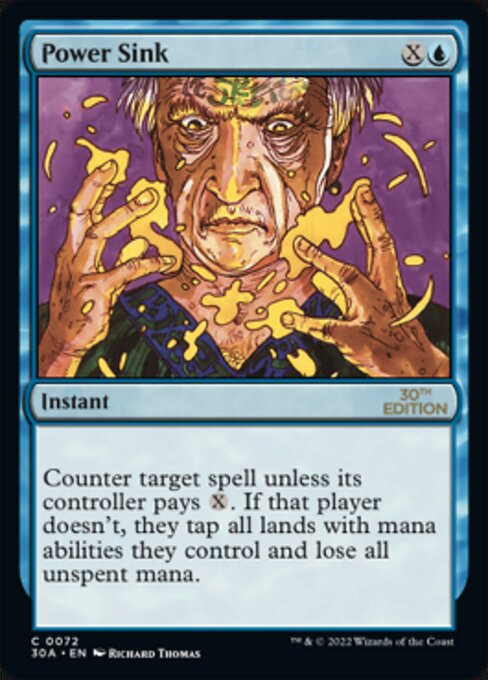 Power Sink X
Instant
30TH
EDITION
Counter target spell unless its
controller pays X. If that player
doesn't, they tap all lands with mana
abilities they control and lose all
unspent mana.
C 0072
30A • EN Richard Thomas
™ & © 2022 Wizards of the Coast